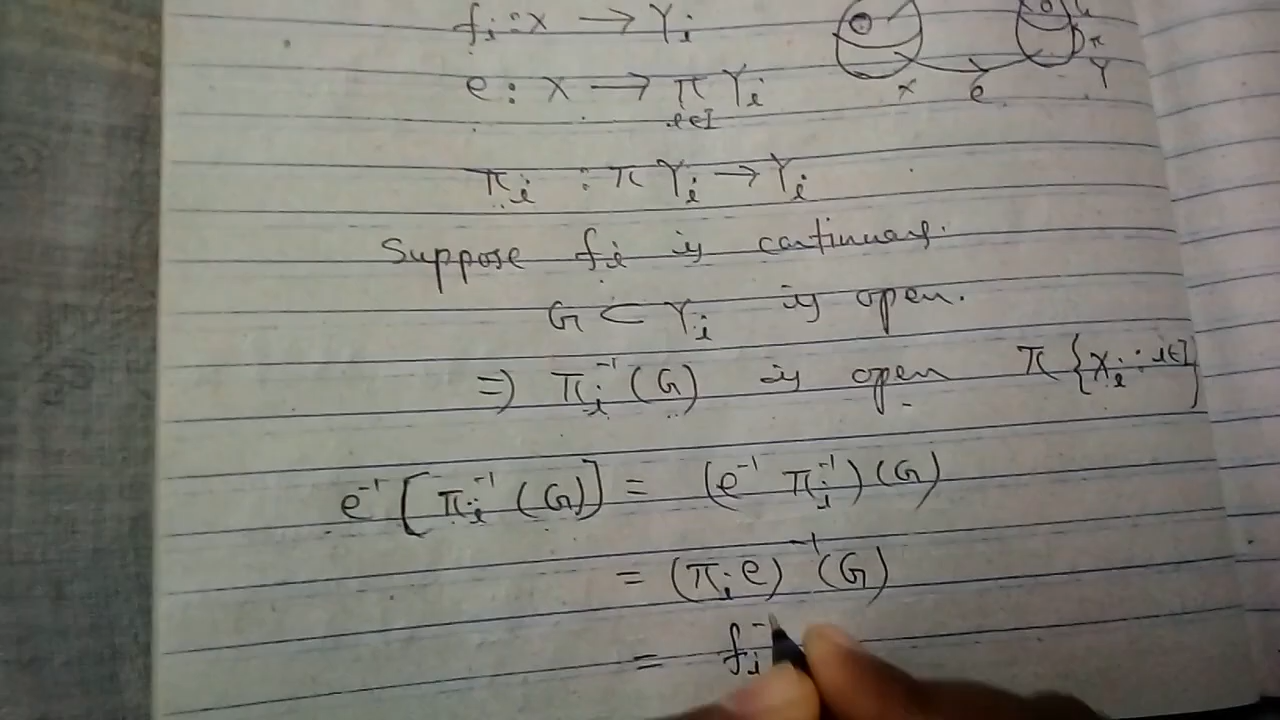 fᵢ : X → Yᵢ
e : X → π Yᵢ
i∈I
X e Y π
πᵢ : π Yᵢ → Yᵢ
Suppose fᵢ is continuous.
G ⊂ Yᵢ is open.
⇒ πᵢ⁻¹ (G) is open π {Xᵢ : i∈I}
e⁻¹ [πᵢ⁻¹ (G)] = (e⁻¹ πᵢ⁻¹) (G)
= (πᵢ e)⁻¹ (G)
= fᵢ⁻